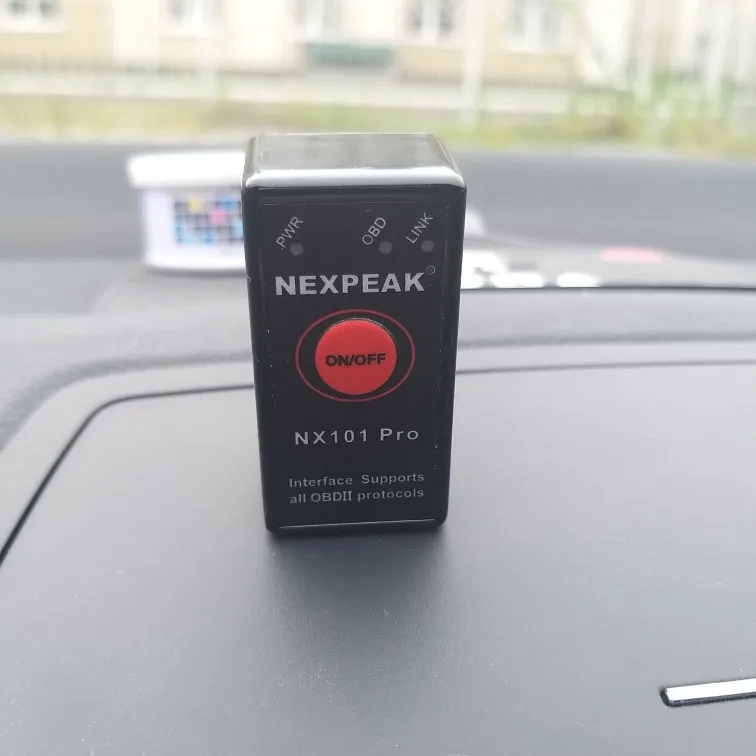 PWR OBD LINK
NEXPEAK®
ON/OFF
NX101 Pro
Interface Supports
all OBDII protocols